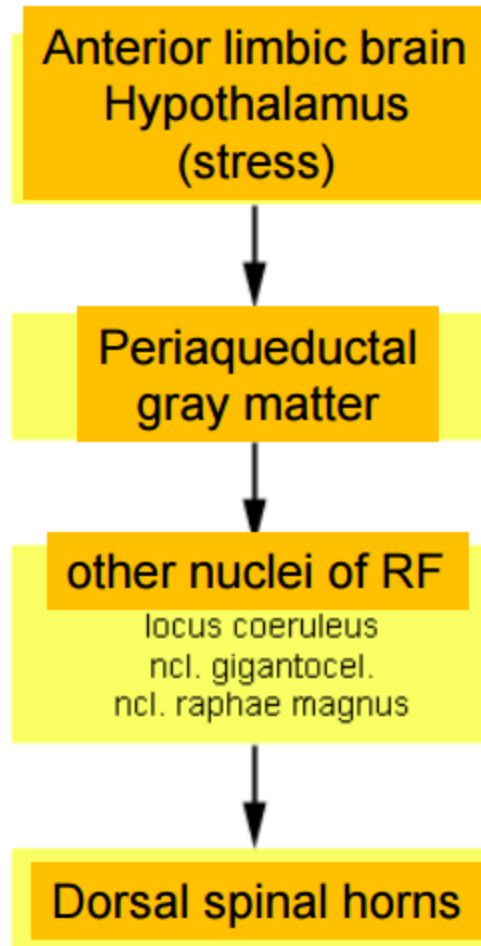 Anterior limbic brain
Hypothalamus
(stress)
Periaqueductal
gray matter
other nuclei of RF
locus coeruleus
ncl. gigantocel.
ncl. raphae magnus
Dorsal spinal horns